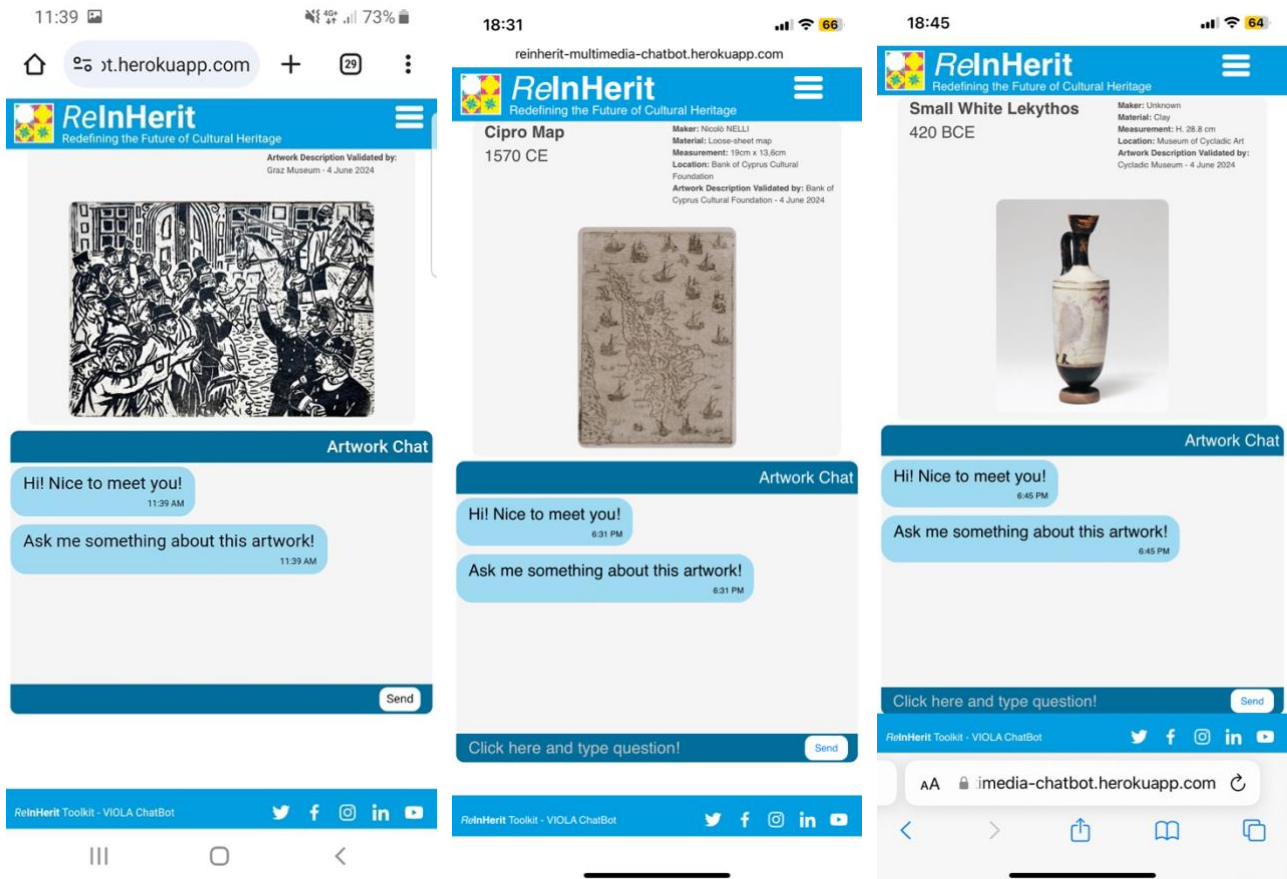 11:39
4G+
73%
ot.herokuapp.com
29
ReInHerit
Redefining the Future of Cultural Heritage
Artwork Description Validated by:
Graz Museum - 4 June 2024
Artwork Chat
Hi! Nice to meet you!
11:39 AM
Ask me something about this artwork!
11:39 AM
Send
ReInHerit Toolkit - VIOLA ChatBot
18:31
66
reinherit-multimedia-chatbot.herokuapp.com
ReInHerit
Redefining the Future of Cultural Heritage
Cipro Map
1570 CE
Maker: Nicolò NELLI
Material: Loose-sheet map
Measurement: 19cm x 13,6cm
Location: Bank of Cyprus Cultural
Foundation
Artwork Description Validated by: Bank of
Cyprus Cultural Foundation - 4 June 2024
Artwork Chat
Hi! Nice to meet you!
6:31 PM
Ask me something about this artwork!
6:31 PM
Click here and type question!
Send
ReInHerit Toolkit - VIOLA ChatBot
18:45
64
ReInHerit
Redefining the Future of Cultural Heritage
Small White Lekythos
420 BCE
Maker: Unknown
Material: Clay
Measurement: H. 28.8 cm
Location: Museum of Cycladic Art
Artwork Description Validated by:
Cycladic Museum - 4 June 2024
Artwork Chat
Hi! Nice to meet you!
6:45 PM
Ask me something about this artwork!
6:45 PM
Click here and type question!
Send
ReInHerit Toolkit - VIOLA ChatBot
AA imedia-chatbot.herokuapp.com